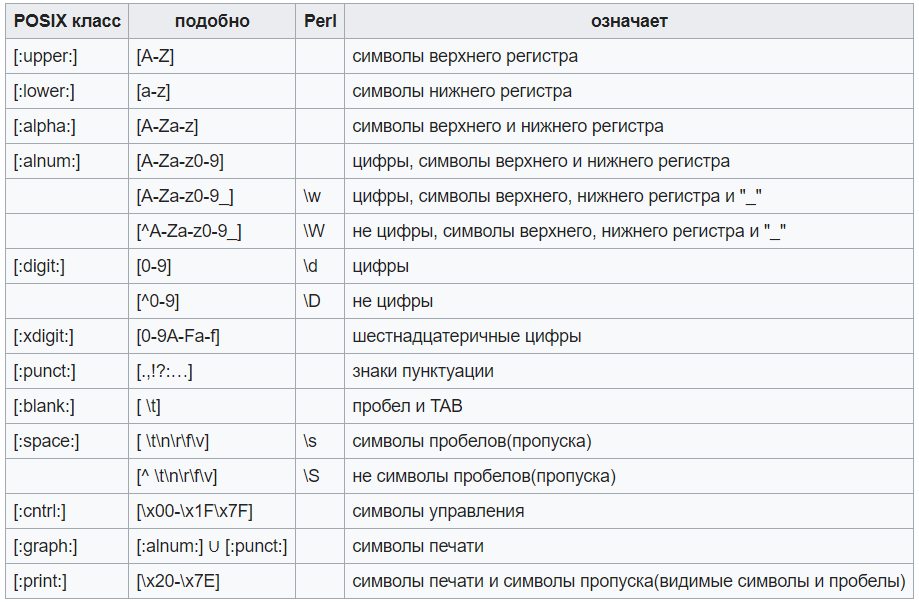 POSIX класс подобно Perl означает
[:upper:] [A-Z] символы верхнего регистра
[:lower:] [a-z] символы нижнего регистра
[:alpha:] [A-Za-z] символы верхнего и нижнего регистра
[:alnum:] [A-Za-z0-9] цифры, символы верхнего и нижнего регистра
[A-Za-z0-9_] \w цифры, символы верхнего, нижнего регистра и "_"
[^A-Za-z0-9_] \W не цифры, символы верхнего, нижнего регистра и "_"
[:digit:] [0-9] \d цифры
[^0-9] \D не цифры
[:xdigit:] [0-9A-Fa-f] шестнадцатеричные цифры
[:punct:] [.,!?:…] знаки пунктуации
[:blank:] [ \t] пробел и TAB
[:space:] [ \t\n\r\f\v] \s символы пробелов(пропуска)
[^ \t\n\r\f\v] \S не символы пробелов(пропуска)
[:cntrl:] [\x00-\x1F\x7F] символы управления
[:graph:] [:alnum:] ∪ [:punct:] символы печати
[:print:] [\x20-\x7E] символы печати и символы пропуска(видимые символы и пробелы)